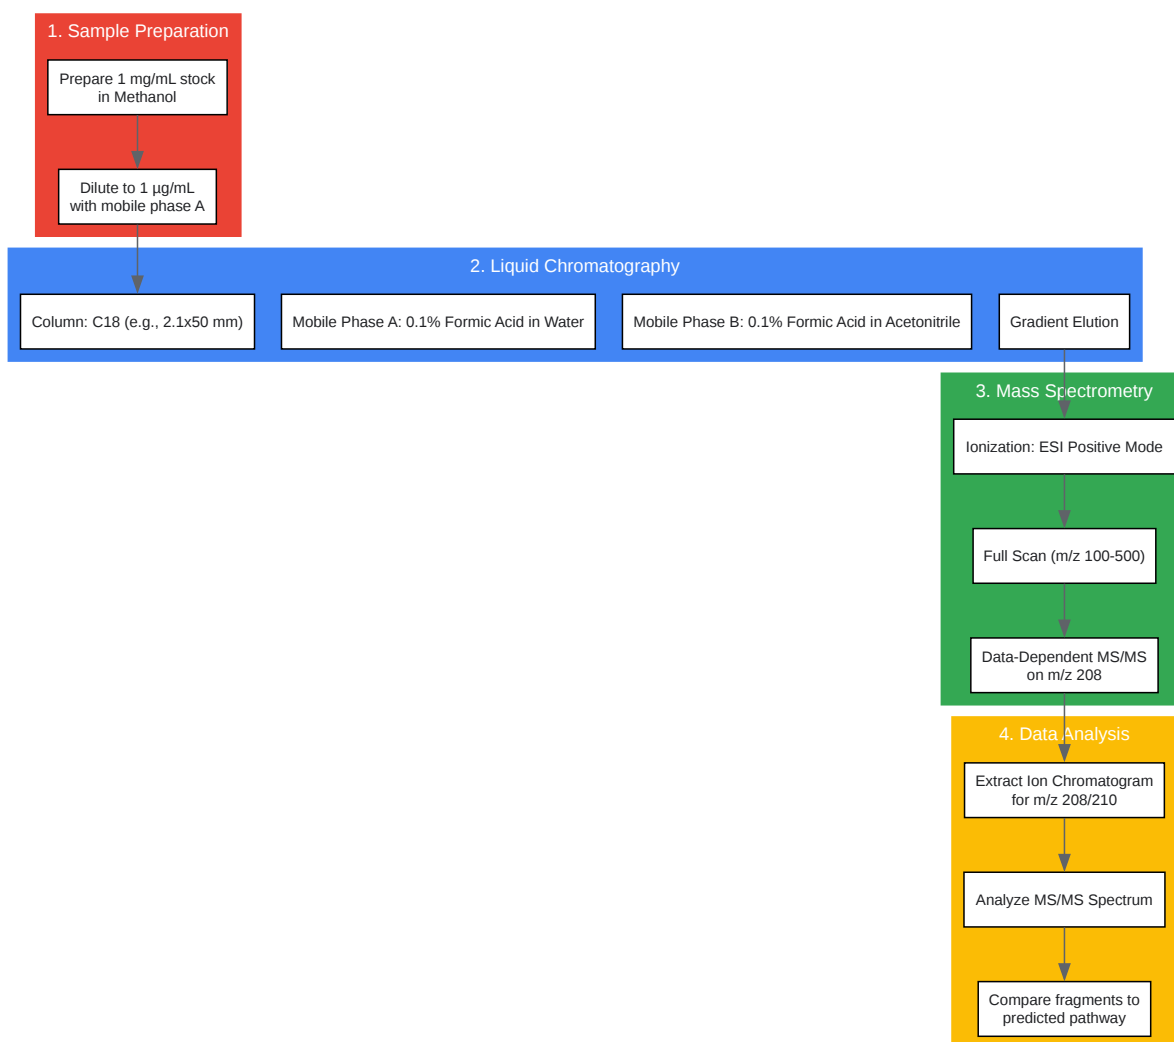 1. Sample Preparation
Prepare 1 mg/mL stock
in Methanol
Dilute to 1 µg/mL
with mobile phase A
2. Liquid Chromatography
Column: C18 (e.g., 2.1x50 mm)
Mobile Phase A: 0.1% Formic Acid in Water
Mobile Phase B: 0.1% Formic Acid in Acetonitrile
Gradient Elution
3. Mass Spectrometry
Ionization: ESI Positive Mode
Full Scan (m/z 100-500)
Data-Dependent MS/MS
on m/z 208
4. Data Analysis
Extract Ion Chromatogram
for m/z 208/210
Analyze MS/MS Spectrum
Compare fragments to
predicted pathway